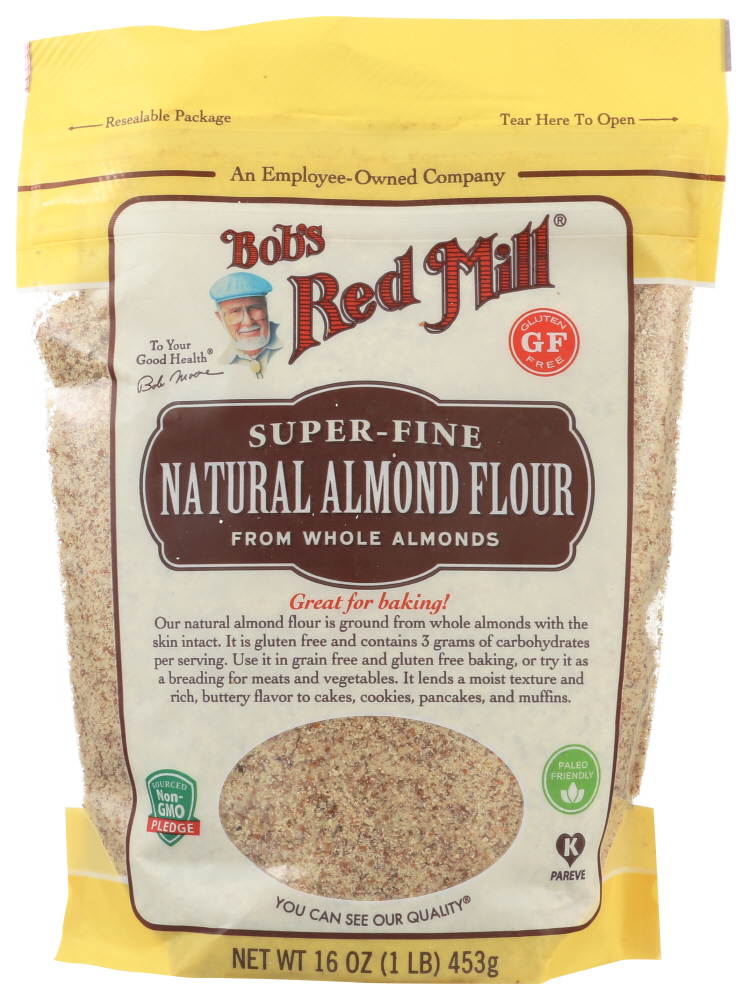 Resealable Package
Tear Here To Open
An Employee-Owned Company
Bob's
Red Mill®
To Your
Good Health®
Bob Moore
GLUTEN
GF
FREE
SUPER-FINE
NATURAL ALMOND FLOUR
FROM WHOLE ALMONDS
Great for baking!
Our natural almond flour is ground from whole almonds with the
skin intact. It is gluten free and contains 3 grams of carbohydrates
per serving. Use it in grain free and gluten free baking, or try it as
a breading for meats and vegetables. It lends a moist texture and
rich, buttery flavor to cakes, cookies, pancakes, and muffins.
SOURCED
Non-
GMO
PLEDGE
PALEO
FRIENDLY
K
PAREVE
YOU CAN SEE OUR QUALITY®
NET WT 16 OZ (1 LB) 453g